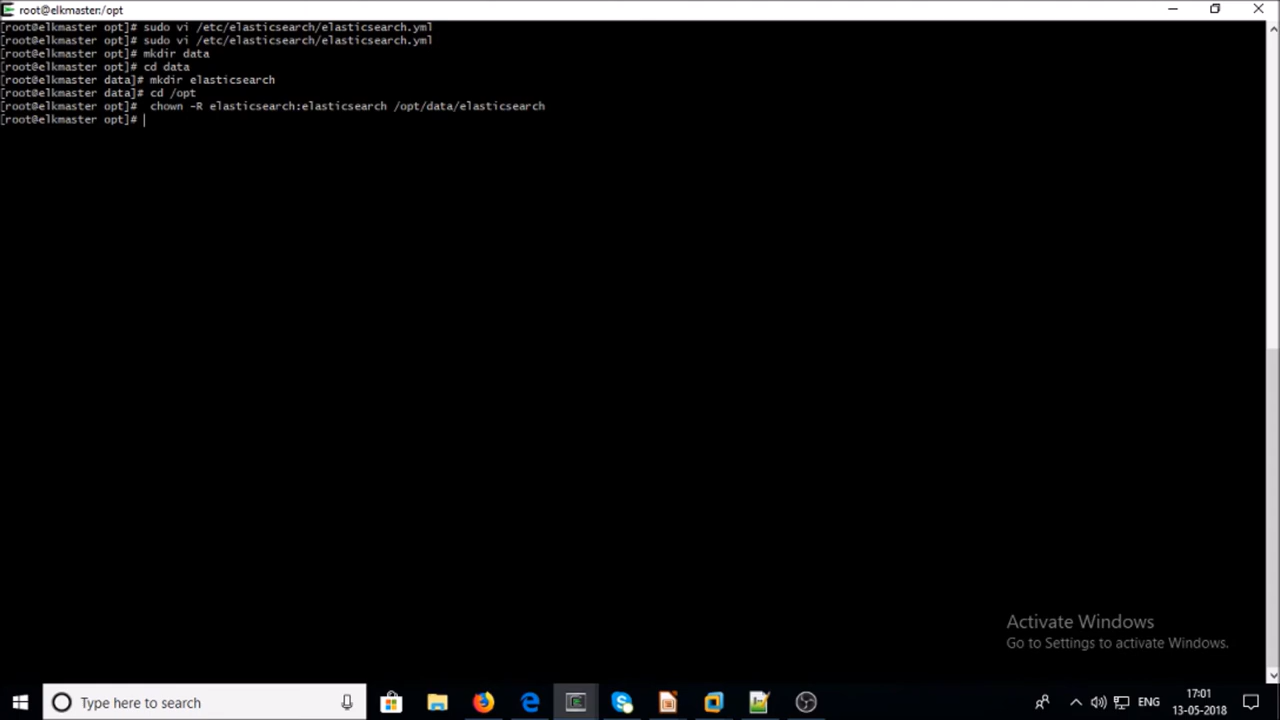 root@elkmaster:/opt
[root@elkmaster opt]# sudo vi /etc/elasticsearch/elasticsearch.yml
[root@elkmaster opt]# sudo vi /etc/elasticsearch/elasticsearch.yml
[root@elkmaster opt]# mkdir data
[root@elkmaster opt]# cd data
[root@elkmaster data]# mkdir elasticsearch
[root@elkmaster data]# cd /opt
[root@elkmaster opt]#  chown -R elasticsearch:elasticsearch /opt/data/elasticsearch
[root@elkmaster opt]#
Activate Windows
Go to Settings to activate Windows.
Type here to search
ENG
17:01
13-05-2018